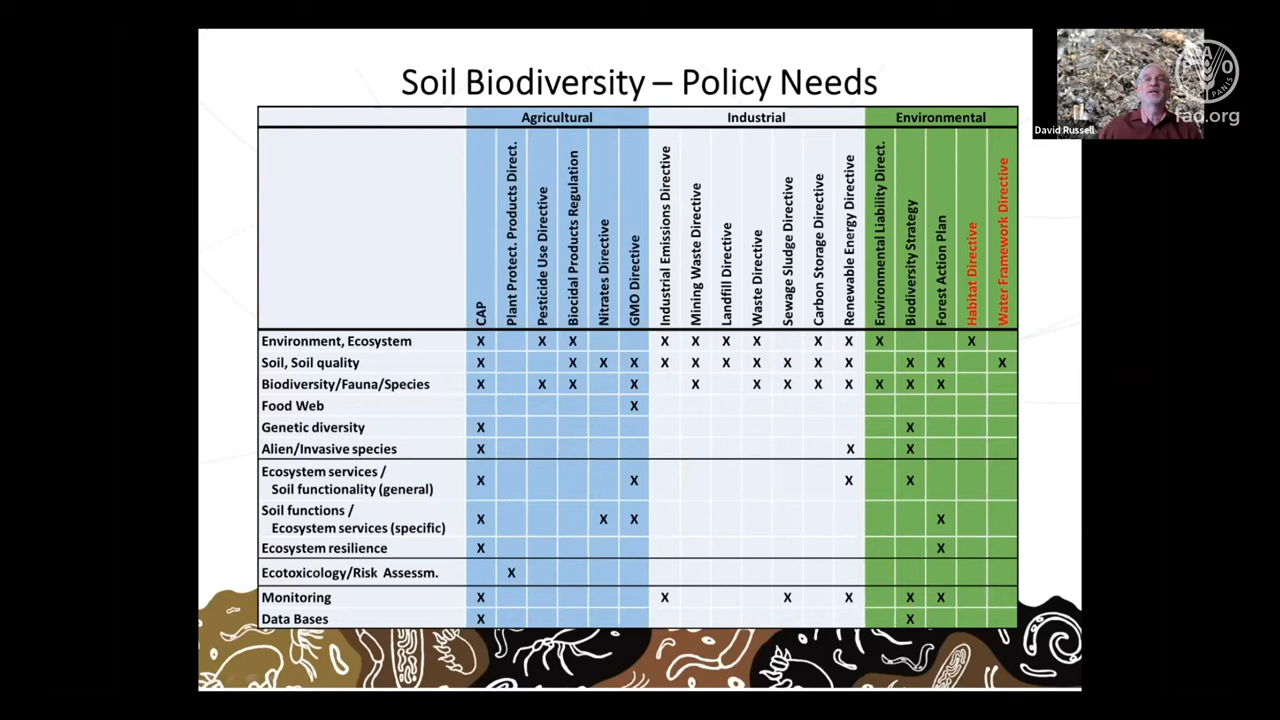 Soil Biodiversity – Policy Needs
Agricultural Industrial Environmental
CAP
Plant Protect. Products Direct.
Pesticide Use Directive
Biocidal Products Regulation
Nitrates Directive
GMO Directive
Industrial Emissions Directive
Mining Waste Directive
Landfill Directive
Waste Directive
Sewage Sludge Directive
Carbon Storage Directive
Renewable Energy Directive
Environmental Liability Direct.
Biodiversity Strategy
Forest Action Plan
Habitat Directive
Water Framework Directive
Environment, Ecosystem X X X X X X X X X X X
Soil, Soil quality X X X X X X X X X X X X X X
Biodiversity/Fauna/Species X X X X X X X X X X X X
Food Web X
Genetic diversity X X
Alien/Invasive species X X X
Ecosystem services /
Soil functionality (general) X X X X
Soil functions /
Ecosystem services (specific) X X X X
Ecosystem resilience X X
Ecotoxicology/Risk Assessm. X
Monitoring X X X X X X
Data Bases X X
David Russell
FAO
PANIS
fao.org